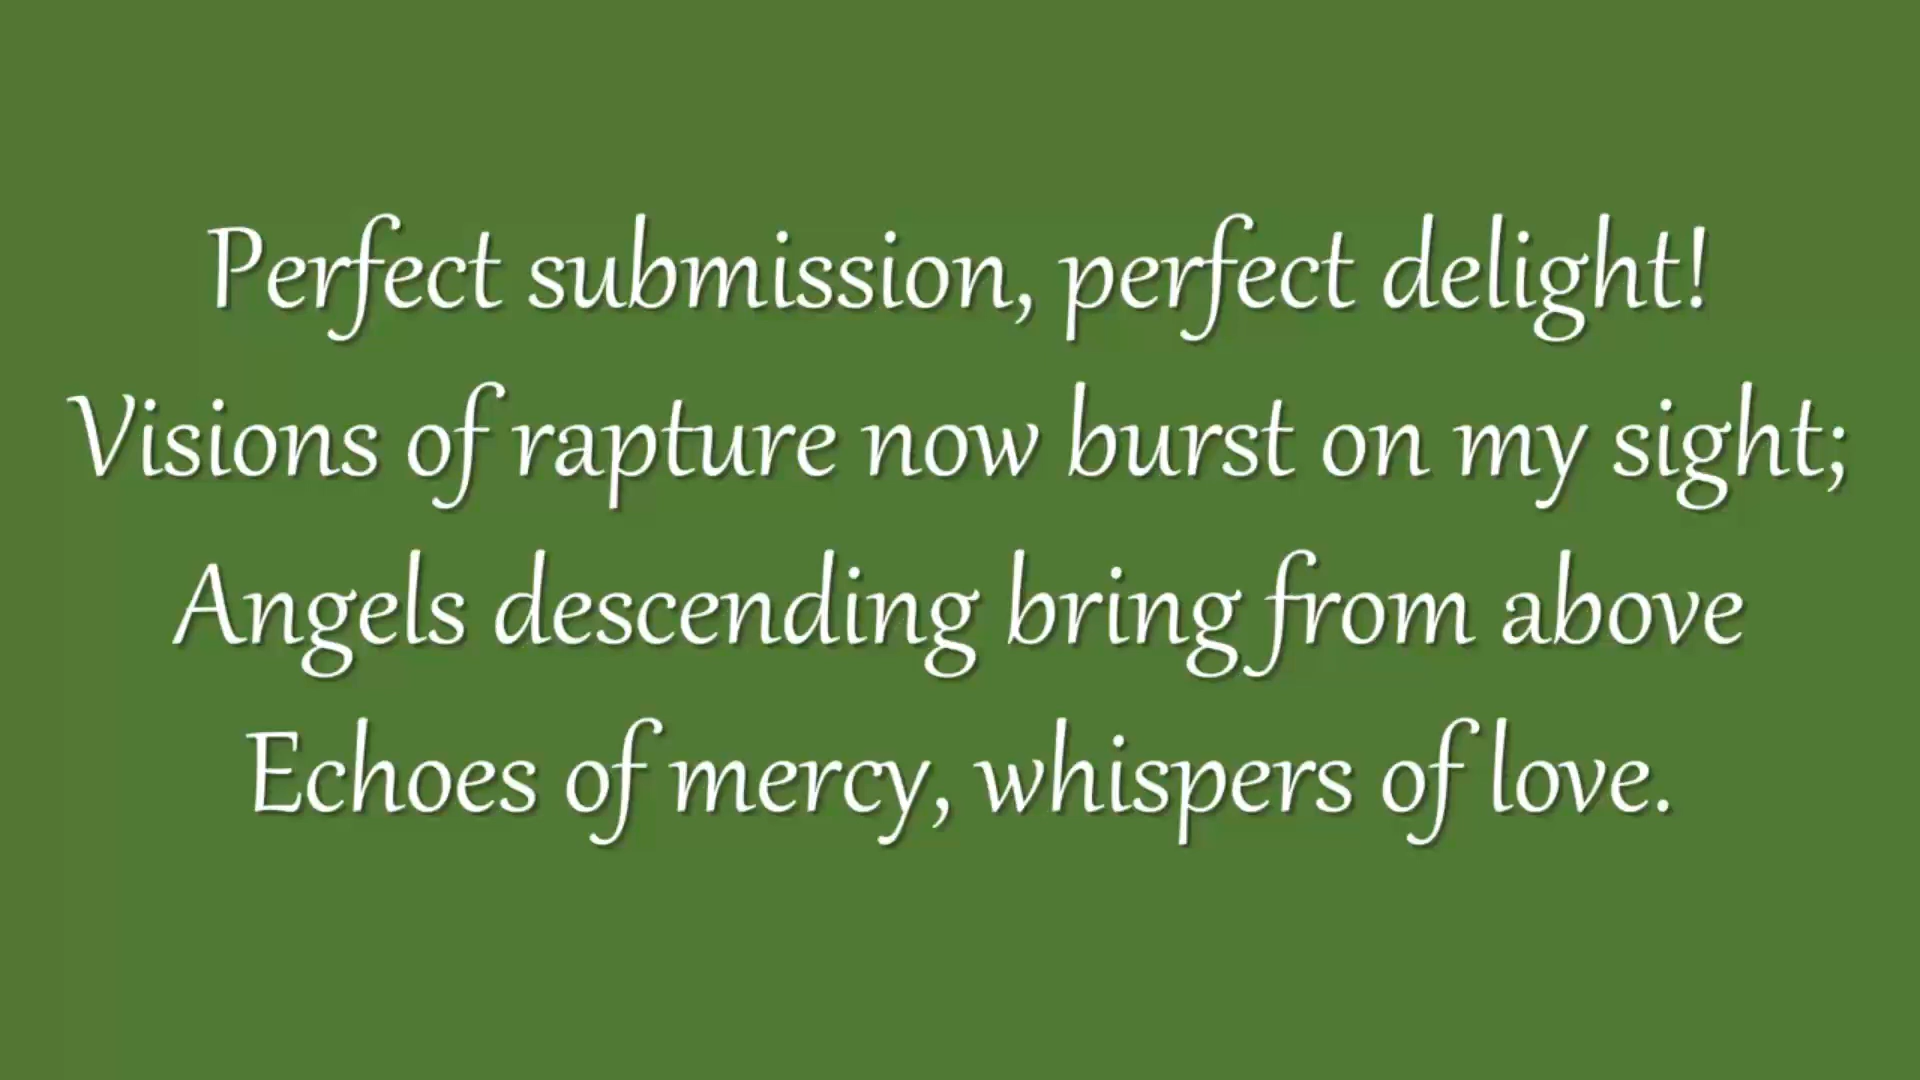 Perfect submission, perfect delight!
Visions of rapture now burst on my sight;
Angels descending bring from above
Echoes of mercy, whispers of love.